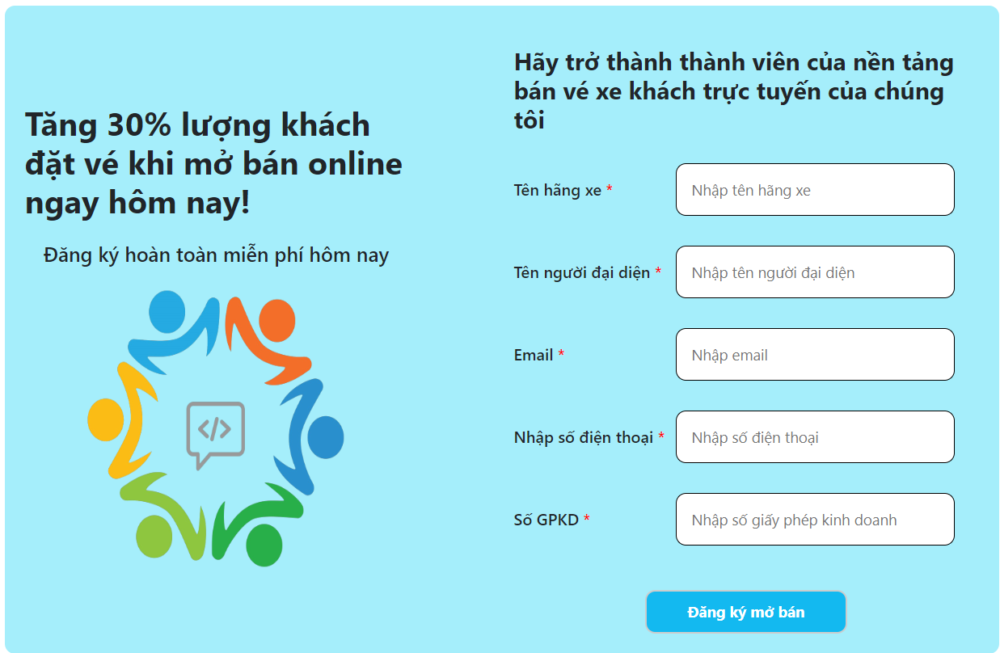 Tăng 30% lượng khách
đặt vé khi mở bán online
ngay hôm nay!
Đăng ký hoàn toàn miễn phí hôm nay
</>
Hãy trở thành thành viên của nền tảng
bán vé xe khách trực tuyến của chúng
tôi
Tên hãng xe *
Nhập tên hãng xe
Tên người đại diện *
Nhập tên người đại diện
Email *
Nhập email
Nhập số điện thoại *
Nhập số điện thoại
Số GPKD *
Nhập số giấy phép kinh doanh
Đăng ký mở bán